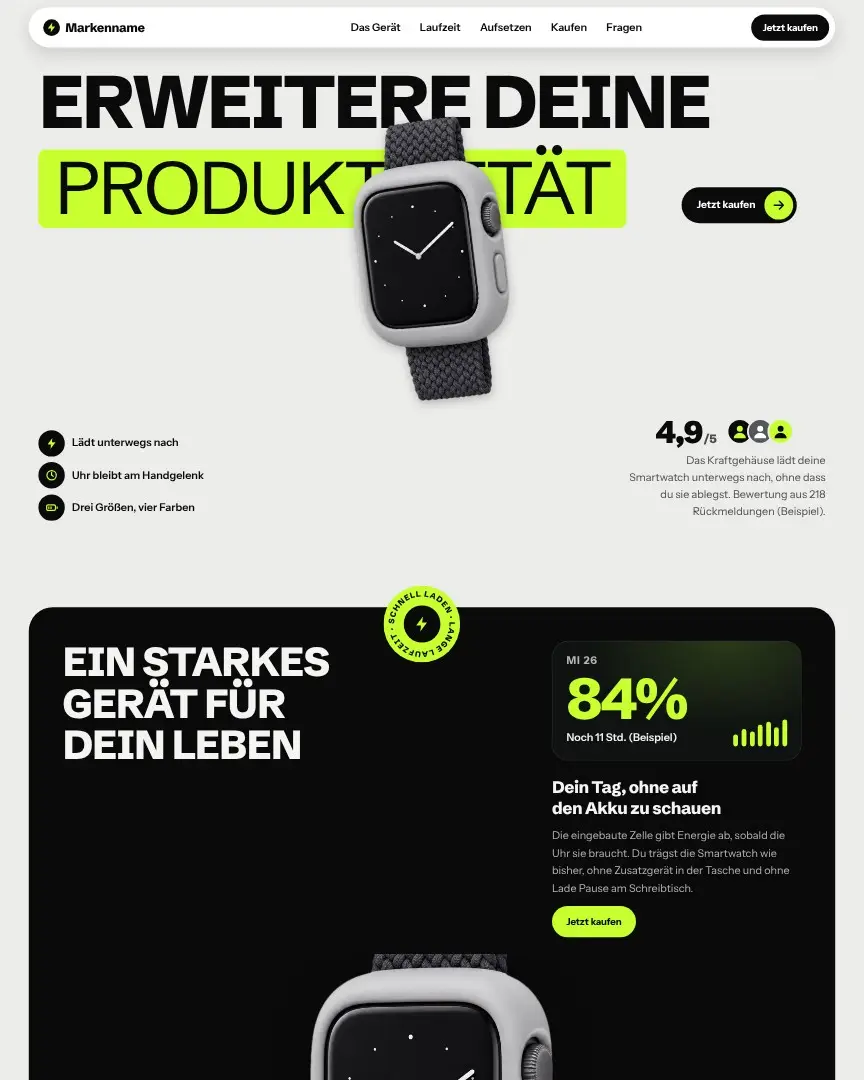 Markenname
Das Gerät
Laufzeit
Aufsetzen
Kaufen
Fragen
Jetzt kaufen
ERWEITERE DEINE
PRODUKT TÄT
Jetzt kaufen
Lädt unterwegs nach
Uhr bleibt am Handgelenk
Drei Größen, vier Farben
4,9/5
Das Kraftgehäuse lädt deine
Smartwatch unterwegs nach, ohne dass
du sie ablegst. Bewertung aus 218
Rückmeldungen (Beispiel).
SCHNELL LADEN · LANGE LAUFZEIT ·
EIN STARKES
GERÄT FÜR
DEIN LEBEN
MI 26
84%
Noch 11 Std. (Beispiel)
Dein Tag, ohne auf
den Akku zu schauen
Die eingebaute Zelle gibt Energie ab, sobald die
Uhr sie braucht. Du trägst die Smartwatch wie
bisher, ohne Zusatzgerät in der Tasche und ohne
Lade Pause am Schreibtisch.
Jetzt kaufen